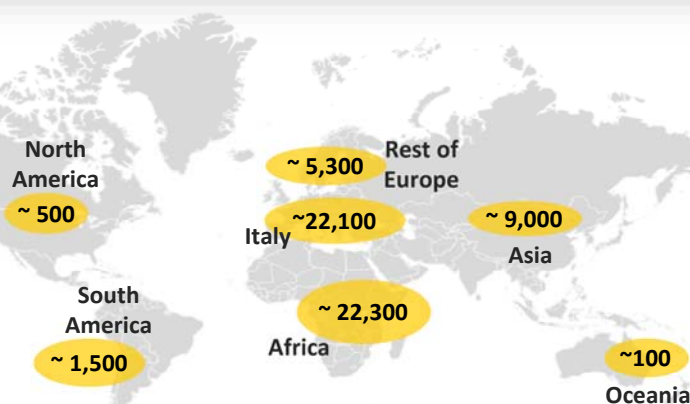 North
America
~ 500
South
America
~ 1,500
~ 5,300
Rest of
Europe
~22,100
Italy
~ 22,300
Africa
~ 9,000
Asia
~100
Oceania